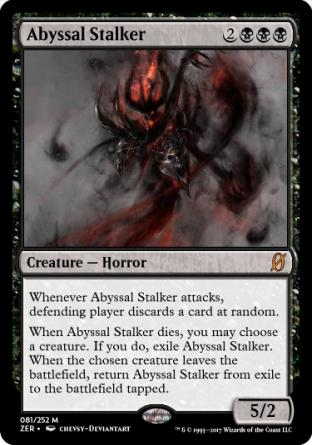 Abyssal Stalker 2
Creature — Horror
Whenever Abyssal Stalker attacks,
defending player discards a card at random.
When Abyssal Stalker dies, you may choose
a creature. If you do, exile Abyssal Stalker.
When the chosen creature leaves the
battlefield, return Abyssal Stalker from exile
to the battlefield tapped.
5/2
081/252 M
ZER • CHEVSY-DEVIANTART
™ & © 1993–2017 Wizards of the Coast LLC